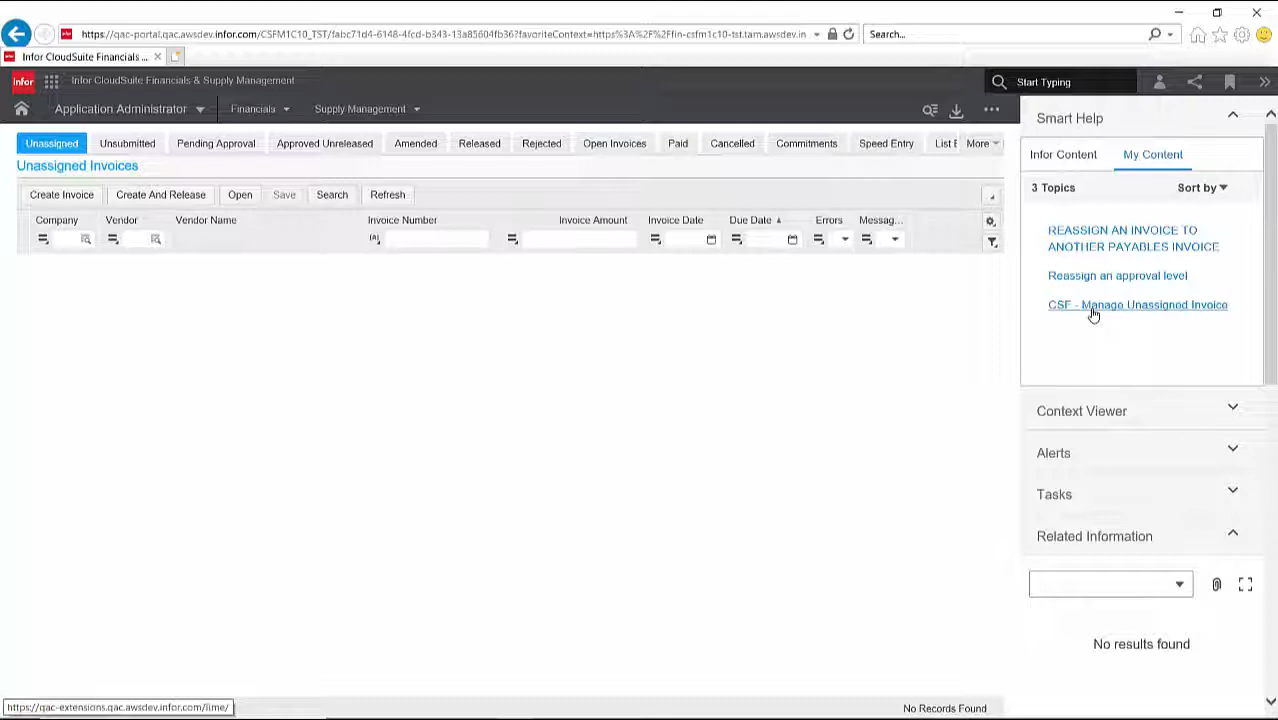 https://qac-portal.qac.awsdev.infor.com/CSFM1C10_TST/fabc71d4-6148-4fcd-b343-13a85604fb36?favoriteContext=https%3A%2F%2Ffin-csfm1c10-tst.tam.awsdev.in
Search...
Infor CloudSuite Financials ...
infor
Infor CloudSuite Financials & Supply Management
Start Typing
Application Administrator
Financials
Supply Management
Smart Help
Unassigned
Unsubmitted
Pending Approval
Approved Unreleased
Amended
Released
Rejected
Open Invoices
Paid
Cancelled
Commitments
Speed Entry
List E
More
Infor Content
My Content
Unassigned Invoices
3 Topics
Sort by
Create Invoice
Create And Release
Open
Save
Search
Refresh
Company
Vendor
Vendor Name
Invoice Number
Invoice Amount
Invoice Date
Due Date
Errors
Messag...
REASSIGN AN INVOICE TO
ANOTHER PAYABLES INVOICE
Reassign an approval level
CSF - Manage Unassigned Invoice
Context Viewer
Alerts
Tasks
Related Information
No results found
https://qac-extensions.qac.awsdev.infor.com/lime/
No Records Found